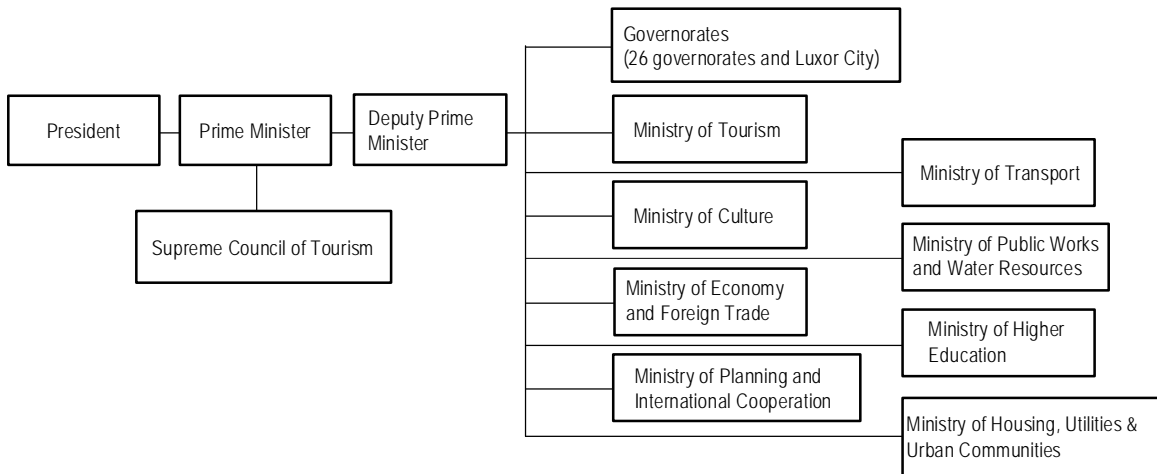 Governorates
(26 governorates and Luxor City)
President
Prime Minister
Deputy Prime
Minister
Ministry of Tourism
Ministry of Transport
Ministry of Culture
Supreme Council of Tourism
Ministry of Public Works
and Water Resources
Ministry of Economy
and Foreign Trade
Ministry of Higher
Education
Ministry of Planning and
International Cooperation
Ministry of Housing, Utilities &
Urban Communities